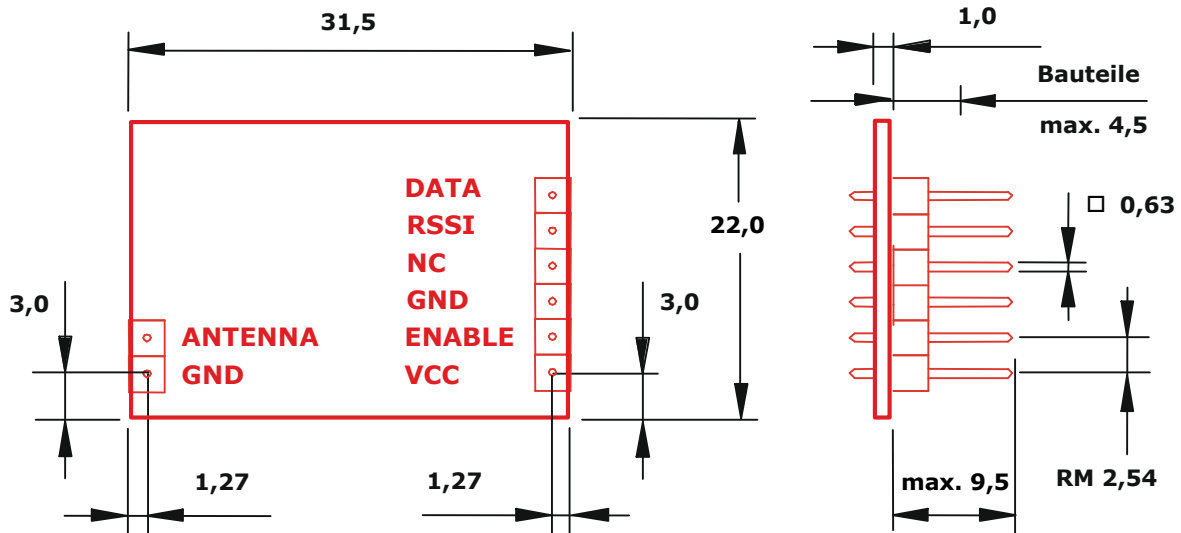 31,5
1,0
Bauteile
max. 4,5
DATA
RSSI
NC
GND
ENABLE
VCC
ANTENNA
GND
22,0
3,0
3,0
□ 0,63
1,27
1,27
max. 9,5
RM 2,54